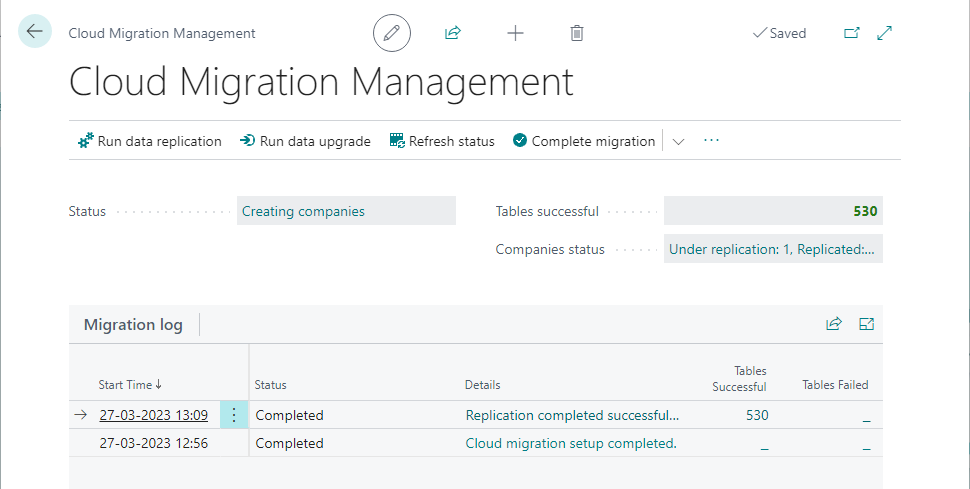 Cloud Migration Management
Saved
Cloud Migration Management
Run data replication Run data upgrade Refresh status Complete migration ...
Status Creating companies Tables successful 530
Companies status Under replication: 1, Replicated:...
Migration log
Start Time ↓ Status Details Tables Successful Tables Failed
27-03-2023 13:09 Completed Replication completed successful... 530 _
27-03-2023 12:56 Completed Cloud migration setup completed. _ _